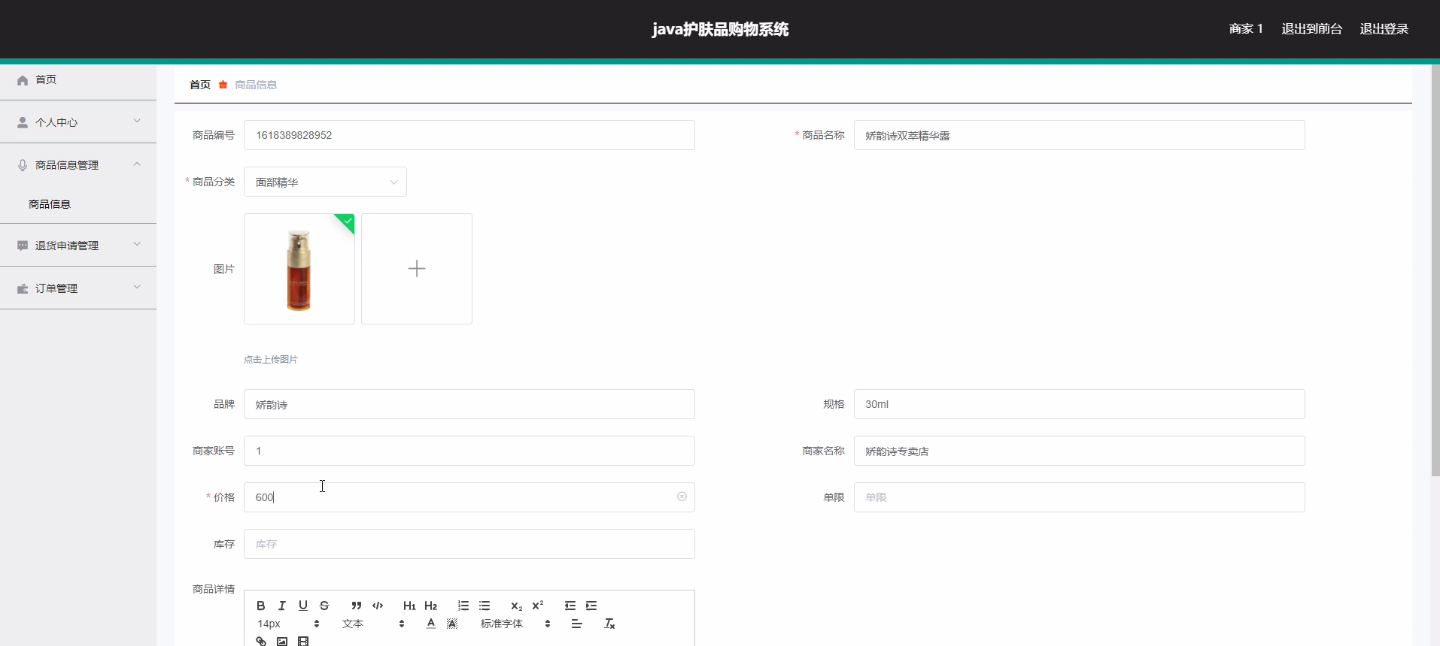 java护肤品购物系统
商家 1 退出到前台 退出登录
首页
个人中心
商品信息管理
商品信息
退货申请管理
订单管理
首页 商品信息
商品编号 1618389828952
* 商品名称 娇韵诗双萃精华露
* 商品分类 面部精华
图片
点击上传图片
品牌 娇韵诗
规格 30ml
商家账号 1
商家名称 娇韵诗专卖店
* 价格 600
单限 单限
库存 库存
商品详情
B I U S H1 H2 X2 X2
14px 文本 A A 标准字体